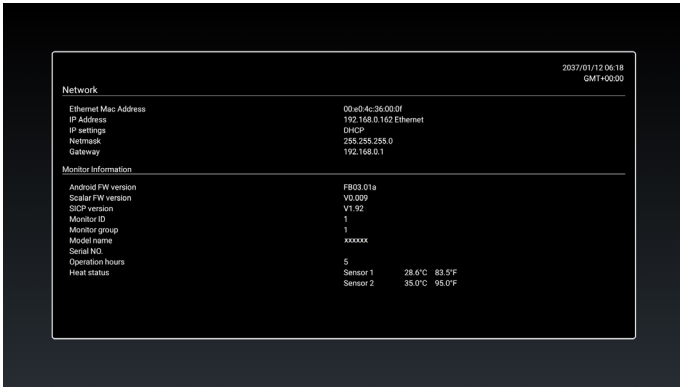 2037/01/12 06:18
GMT+00:00
Network
Ethernet Mac Address 00:e0:4c:36:00:0f
IP Address 192.168.0.162 Ethernet
IP settings DHCP
Netmask 255.255.255.0
Gateway 192.168.0.1
Monitor Information
Android FW version FB03.01a
Scalar FW version V0.009
SICP version V1.92
Monitor ID 1
Monitor group 1
Model name xxxxxx
Serial NO.
Operation hours 5
Heat status Sensor 1 28.6°C 83.5°F
Sensor 2 35.0°C 95.0°F